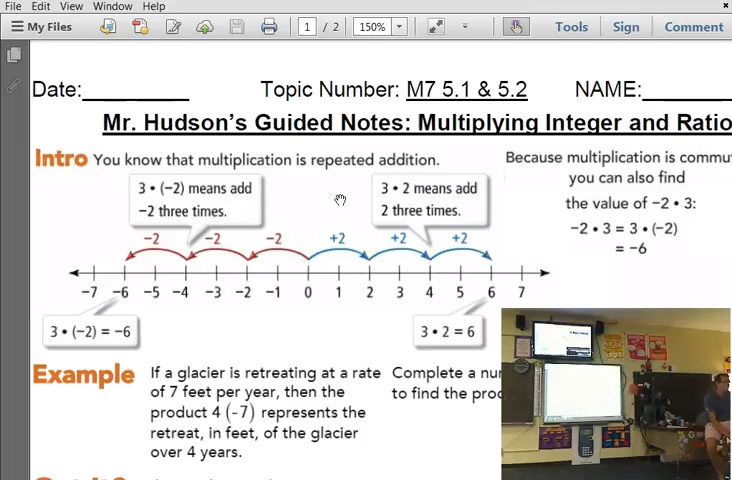 File Edit View Window Help
My Files 1 / 2 150% Tools Sign Comment
Date:_________ Topic Number: M7 5.1 & 5.2 NAME:________
Mr. Hudson's Guided Notes: Multiplying Integer and Ratio
Intro You know that multiplication is repeated addition.
Because multiplication is commu
you can also find
the value of −2 • 3:
−2 • 3 = 3 • (−2)
= −6
3 • (−2) means add
−2 three times.
3 • 2 means add
2 three times.
−2 −2 −2 +2 +2 +2
−7 −6 −5 −4 −3 −2 −1 0 1 2 3 4 5 6 7
3 • (−2) = −6
3 • 2 = 6
Example
If a glacier is retreating at a rate
of 7 feet per year, then the
product 4 (-7) represents the
retreat, in feet, of the glacier
over 4 years.
Complete a nu
to find the proc